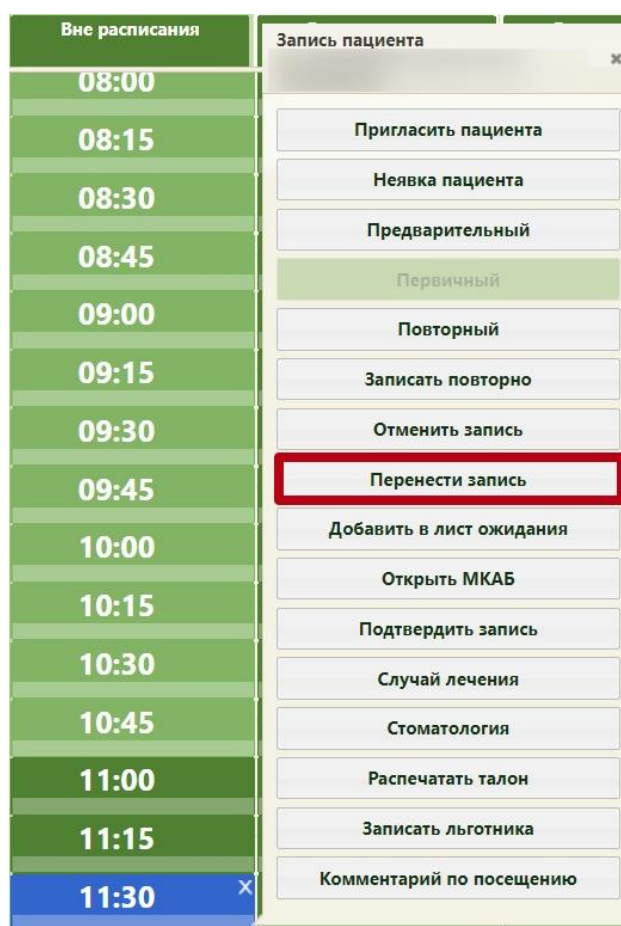 Вне расписания
08:00
08:15
08:30
08:45
09:00
09:15
09:30
09:45
10:00
10:15
10:30
10:45
11:00
11:15
11:30
X
Запись пациента
×
Пригласить пациента
Неявка пациента
Предварительный
Первичный
Повторный
Записать повторно
Отменить запись
Перенести запись
Добавить в лист ожидания
Открыть МКАБ
Подтвердить запись
Случай лечения
Стоматология
Распечатать талон
Записать льготника
Комментарий по посещению